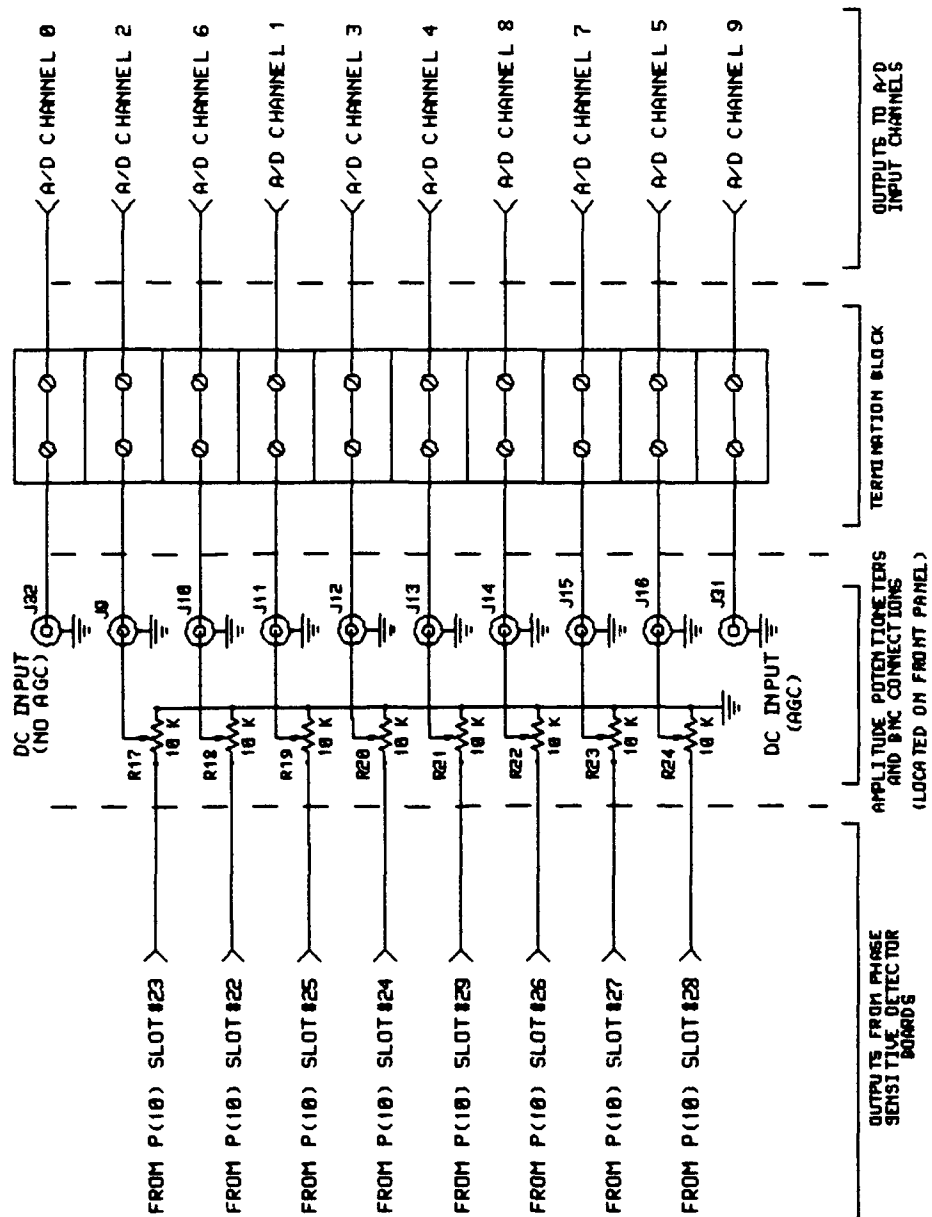 DC INPUT
(NO AGC)
J32
A/D CHANNEL 0
FROM P(10) SLOT #23
R17
10 K
J9
A/D CHANNEL 2
FROM P(10) SLOT #22
R18
10 K
J10
A/D CHANNEL 6
FROM P(10) SLOT #25
R19
10 K
J11
A/D CHANNEL 1
FROM P(10) SLOT #24
R20
10 K
J12
A/D CHANNEL 3
FROM P(10) SLOT #29
R21
10 K
J13
A/D CHANNEL 4
FROM P(10) SLOT #26
R22
10 K
J14
A/D CHANNEL 8
FROM P(10) SLOT #27
R23
10 K
J15
A/D CHANNEL 7
FROM P(10) SLOT #28
R24
10 K
J16
A/D CHANNEL 5
DC INPUT
(AGC)
J31
A/D CHANNEL 9
OUTPUTS FROM PHASE
SENSITIVE DETECTOR
BOARDS
AMPLITUDE POTENTIOMETERS
AND BNC CONNECTIONS
(LOCATED ON FRONT PANEL)
TERMINATION BLOCK
OUTPUTS TO A/D
INPUT CHANNELS